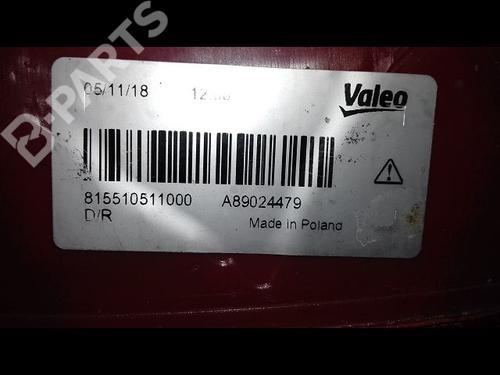 B-PARTS
05/11/18
Valeo
815510511000 A89024479
D/R
Made in Poland